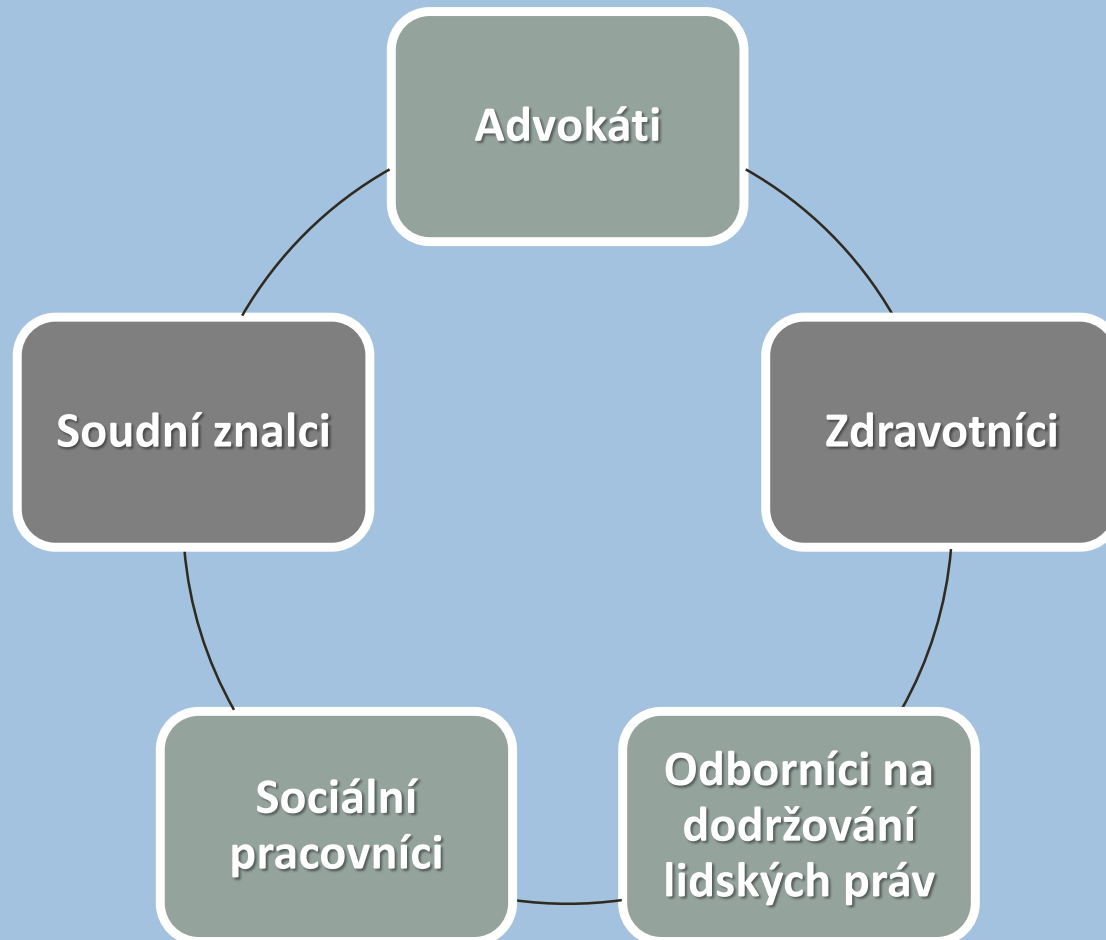 Advokáti
Soudní znalci
Zdravotníci
Sociální
pracovníci
Odborníci na
dodržování
lidských práv